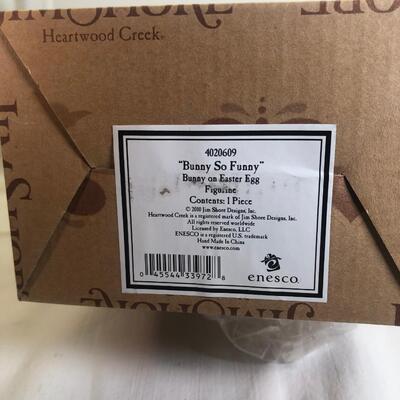 Heartwood Creek®
JIM SHORE
4020609
"Bunny So Funny"
Bunny on Easter Egg
Figurine
Contents: 1 Piece
© 2010 Jim Shore Designs, Inc.
Heartwood Creek is a registered mark of Jim Shore Designs, Inc.
All rights reserved worldwide
Licensed by Enesco, LLC
ENESCO is a registered U.S. trademark
Hand Made In China
www.enesco.com
0 45544 33972 8
enesco.